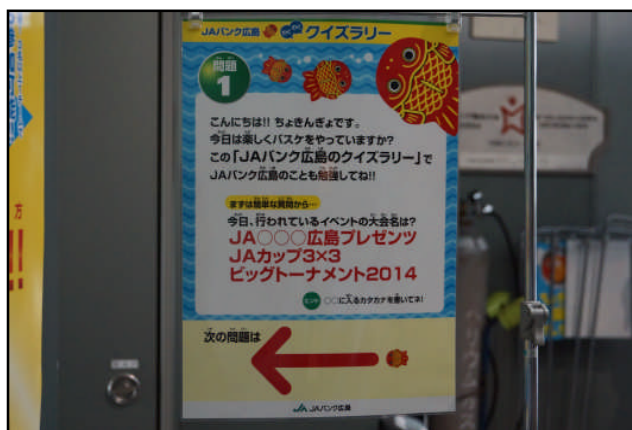 JAバンク広島 クイズラリー
問題
1
こんにちは!! ちょきんぎょです。
今日は楽しくバスケをやっていますか?
この「JAバンク広島のクイズラリー」で
JAバンク広島のことも勉強してね!!
まずは簡単な質問から…
今日、行われているイベントの大会名は?
JA○○○広島プレゼンツ
JAカップ3×3
ビッグトーナメント2014
ヒント ○○に入るカタカナを書いてネ!
次の問題は
JA JAバンク広島
方
!!